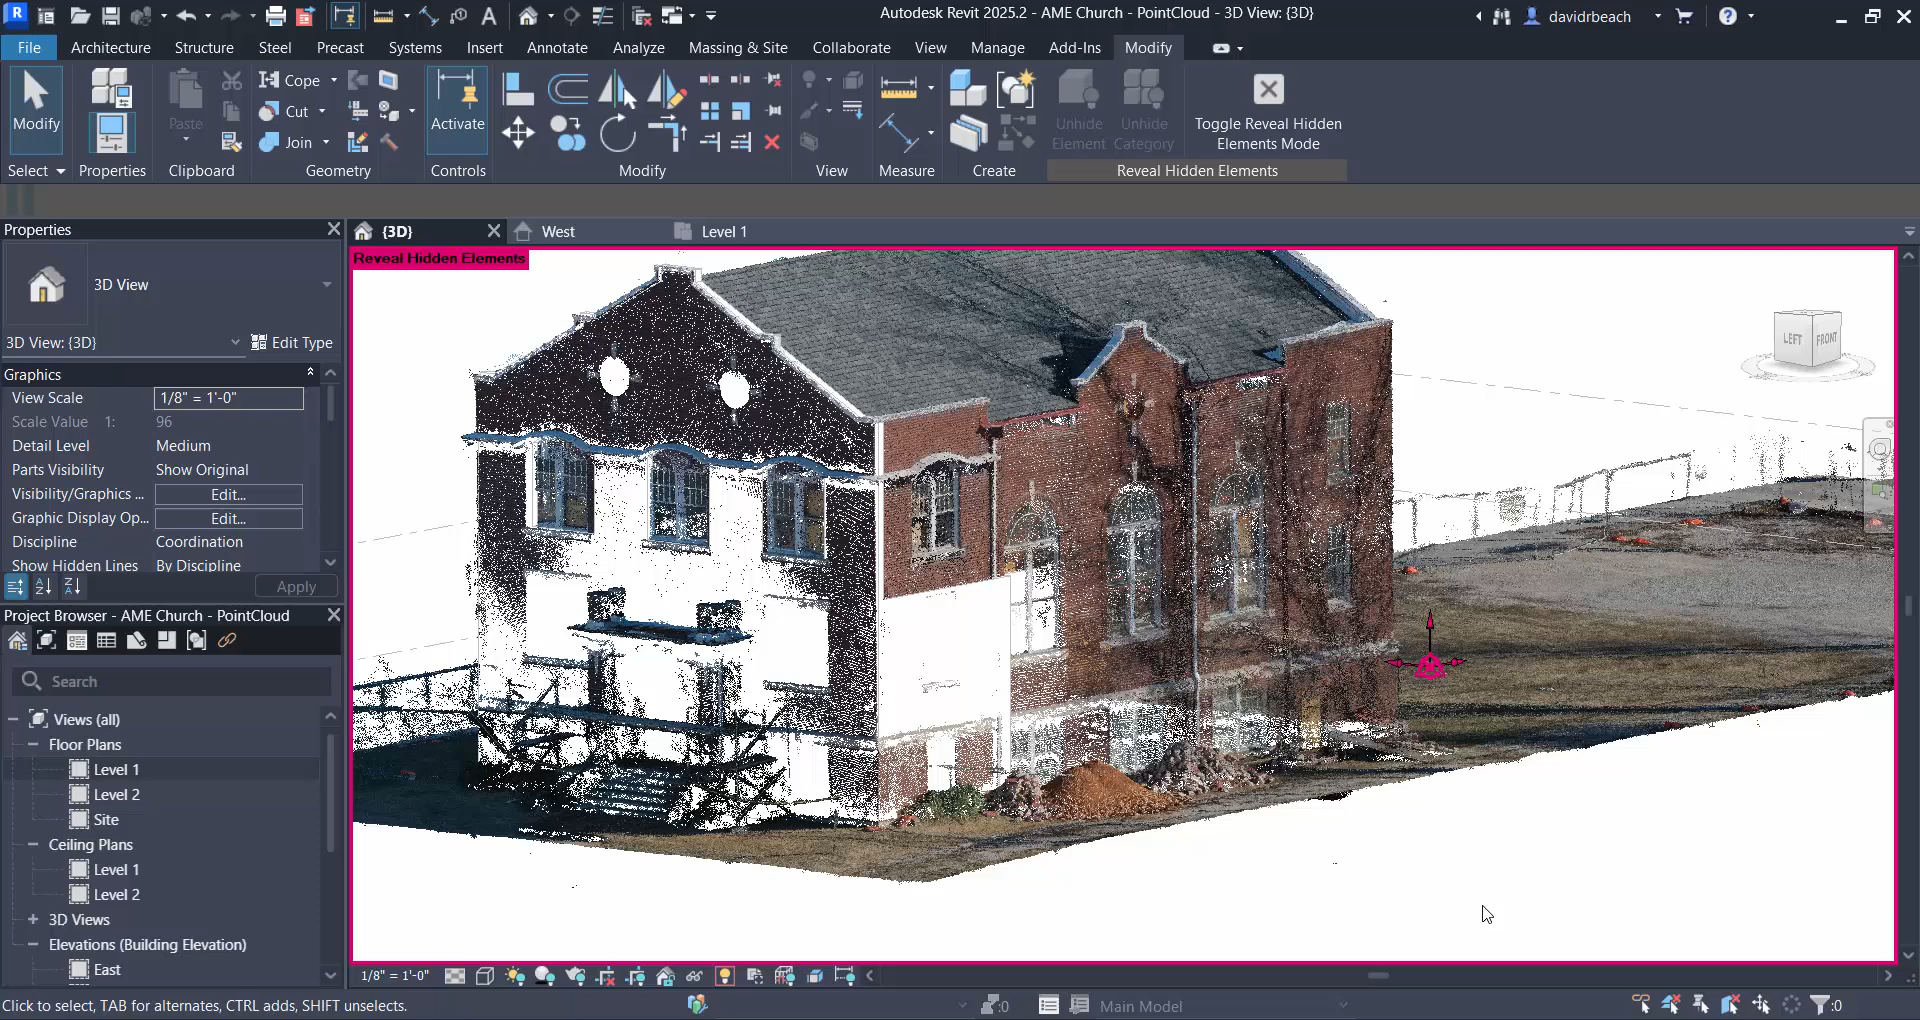 Autodesk Revit 2025.2 - AME Church - PointCloud - 3D View: {3D}
davidrbeach
File
Architecture
Structure
Steel
Precast
Systems
Insert
Annotate
Analyze
Massing & Site
Collaborate
View
Manage
Add-Ins
Modify
Modify
Paste
Cope
Cut
Join
Activate
Unhide
Element
Unhide
Category
Toggle Reveal Hidden
Elements Mode
Select
Properties
Clipboard
Geometry
Controls
Modify
View
Measure
Create
Reveal Hidden Elements
Properties
{3D}
West
Level 1
Reveal Hidden Elements
3D View
3D View: {3D}
Edit Type
Graphics
View Scale
1/8" = 1'-0"
Scale Value 1:
96
Detail Level
Medium
Parts Visibility
Show Original
Visibility/Graphics ...
Edit...
Graphic Display Op...
Edit...
Discipline
Coordination
Show Hidden Lines
By Discipline
Apply
LEFT
FRONT
Project Browser - AME Church - PointCloud
Search
Views (all)
Floor Plans
Level 1
Level 2
Site
Ceiling Plans
Level 1
Level 2
3D Views
Elevations (Building Elevation)
East
1/8" = 1'-0"
Click to select, TAB for alternates, CTRL adds, SHIFT unselects.
:0
Main Model
:0